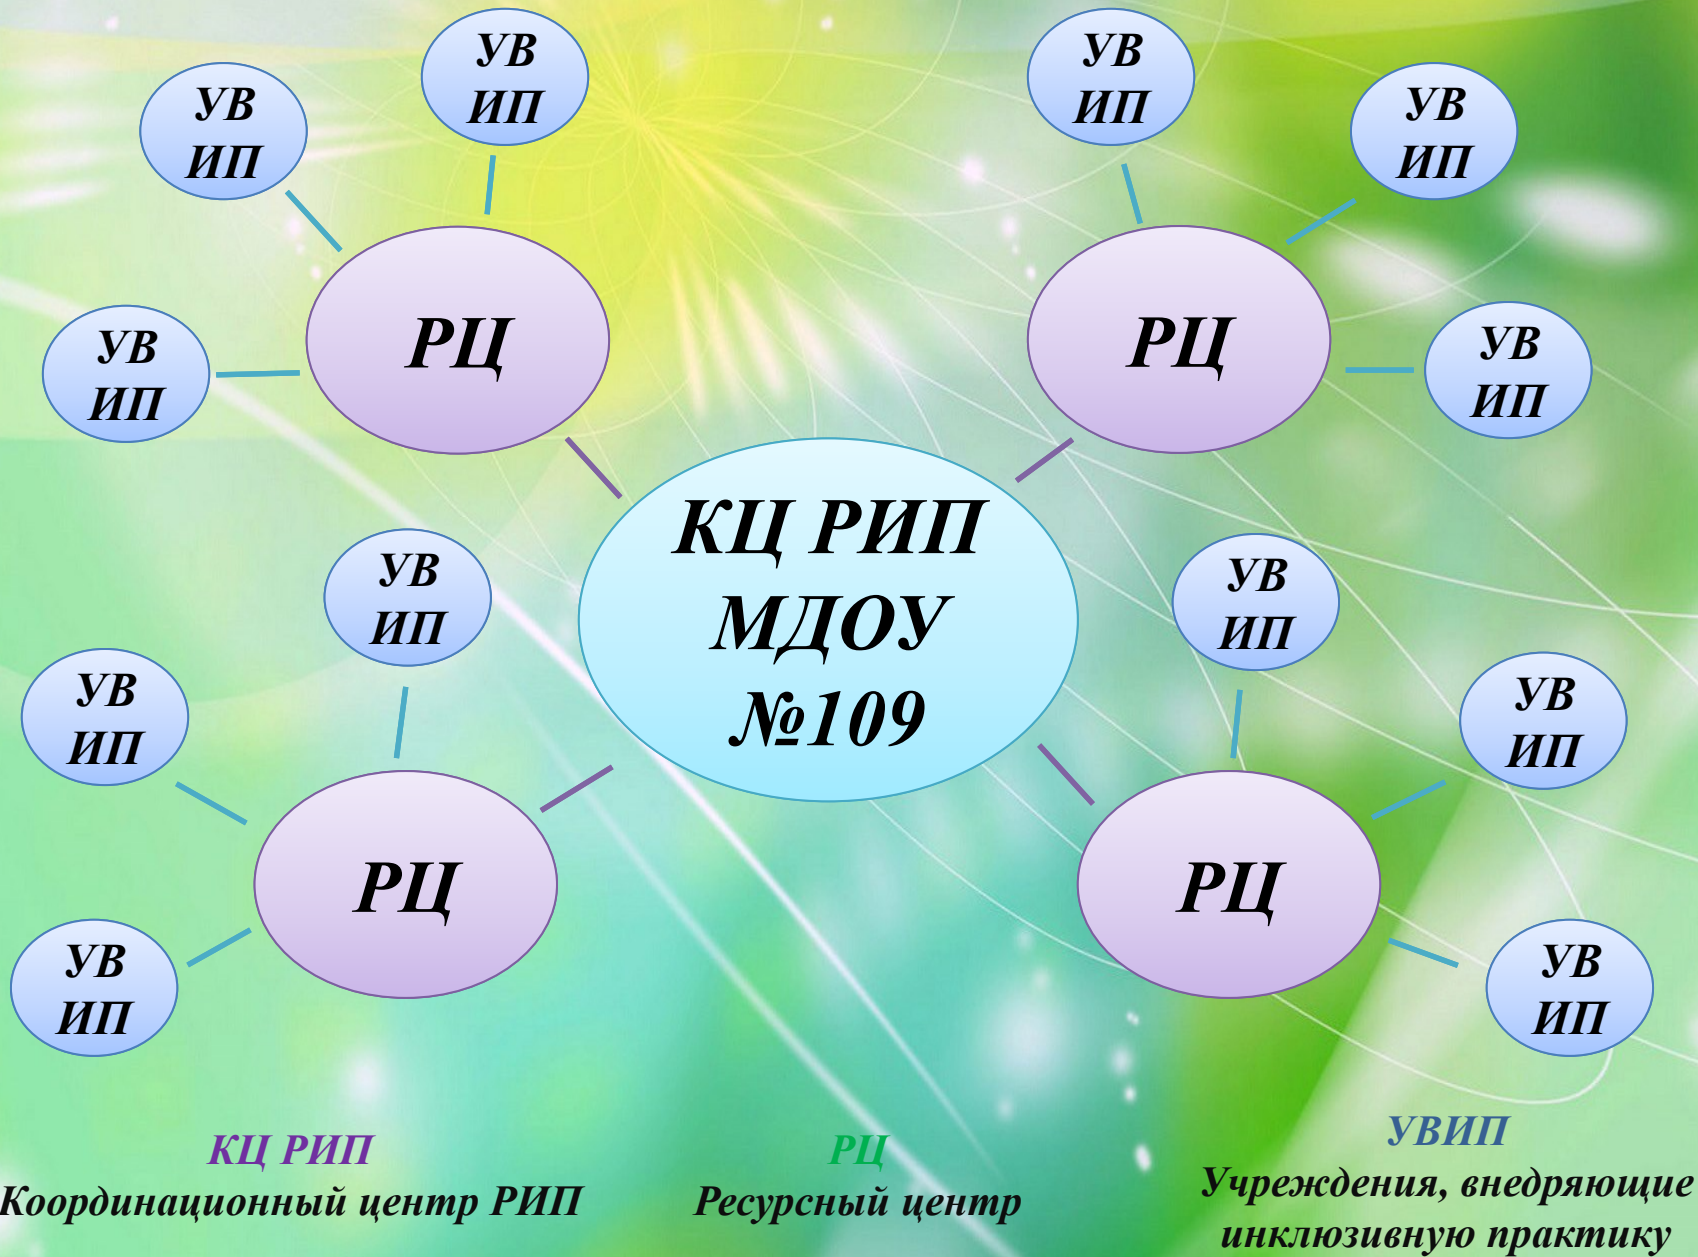 УВ
ИП
УВ
ИП
УВ
ИП
РЦ
УВ
ИП
УВ
ИП
УВ
ИП
РЦ
КЦ РИП
МДОУ
№109
УВ
ИП
УВ
ИП
УВ
ИП
РЦ
УВ
ИП
УВ
ИП
УВ
ИП
РЦ
КЦ РИП
Координационный центр РИП
РЦ
Ресурсный центр
УВИП
Учреждения, внедряющие
инклюзивную практику